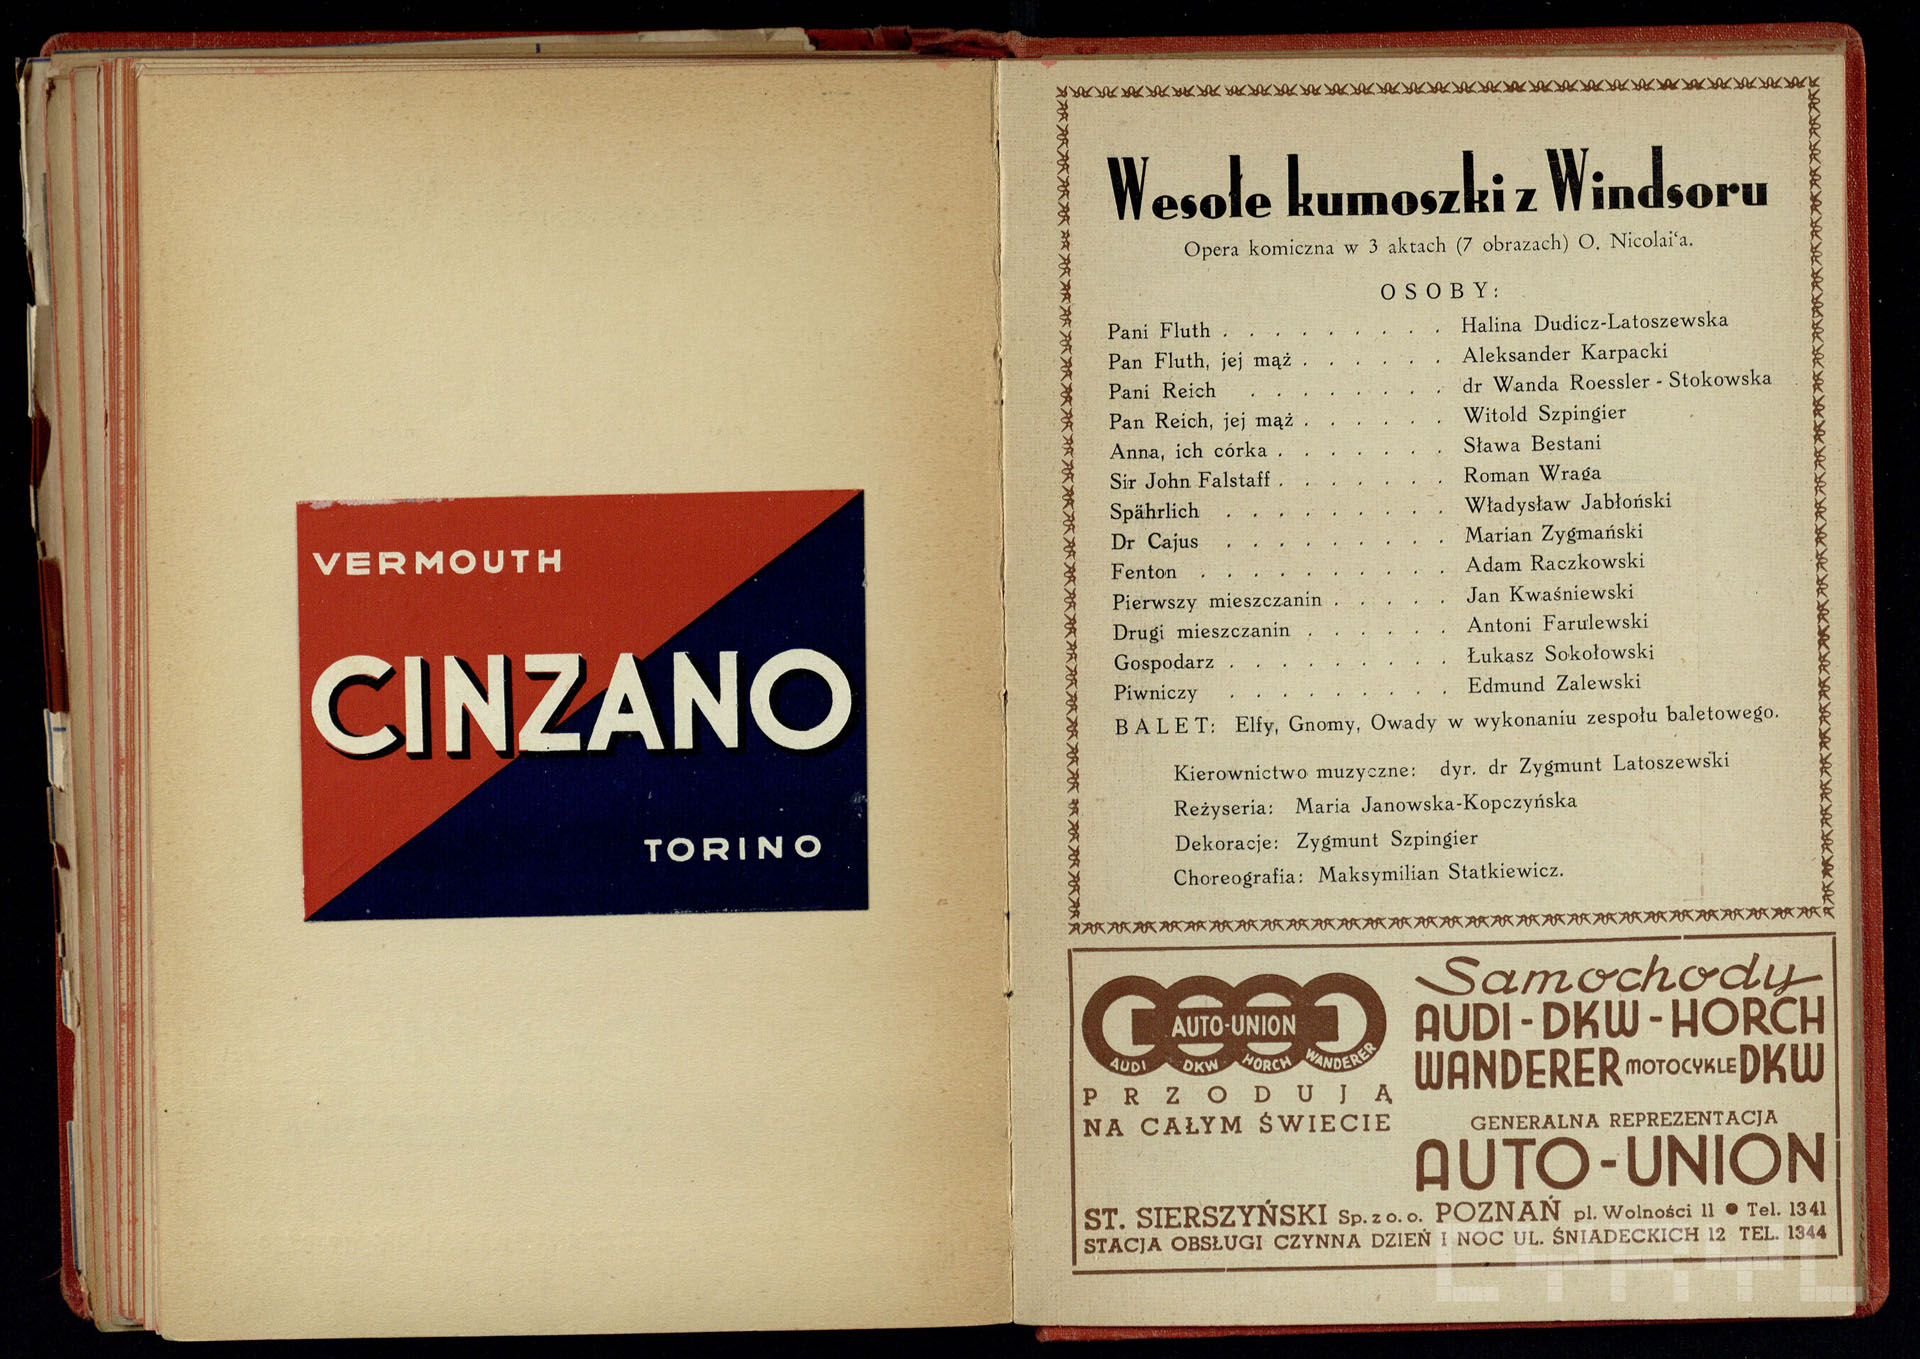 VERMOUTH
CINZANO
TORINO
Wesołe kumoszki z Windsoru
Opera komiczna w 3 aktach (7 obrazach) O. Nicolai‘a.
OSOBY:
Pani Fluth . . . . . . . . . . Halina Dudicz-Latoszewska
Pan Fluth, jej mąż . . . . . . Aleksander Karpacki
Pani Reich . . . . . . . . dr Wanda Roessler - Stokowska
Pan Reich, jej mąż . . . . . . Witold Szpingier
Anna, ich córka . . . . . . . Sława Bestani
Sir John Falstaff . . . . . . . Roman Wraga
Spährlich . . . . . . . . . Władysław Jabłoński
Dr Cajus . . . . . . . . . Marian Zygmański
Fenton . . . . . . . . . . Adam Raczkowski
Pierwszy mieszczanin . . . . . Jan Kwaśniewski
Drugi mieszczanin . . . . . . Antoni Farulewski
Gospodarz . . . . . . . . . Łukasz Sokołowski
Piwniczy . . . . . . . . . Edmund Zalewski
BALET: Elfy, Gnomy, Owady w wykonaniu zespołu baletowego.
Kierownictwo muzyczne: dyr. dr Zygmunt Latoszewski
Reżyseria: Maria Janowska-Kopczyńska
Dekoracje: Zygmunt Szpingier
Choreografia: Maksymilian Statkiewicz.
AUTO-UNION
AUDI DKW HORCH WANDERER
PRZODUJĄ
NA CAŁYM ŚWIECIE
Samochody
AUDI-DKW-HORCH
WANDERER MOTOCYKLE DKW
GENERALNA REPREZENTACJA
AUTO-UNION
ST. SIERSZYŃSKI Sp. z o. o. POZNAŃ pl. Wolności 11 ● Tel. 1341
STACJA OBSŁUGI CZYNNA DZIEŃ I NOC UL. ŚNIADECKICH 12 TEL. 1344